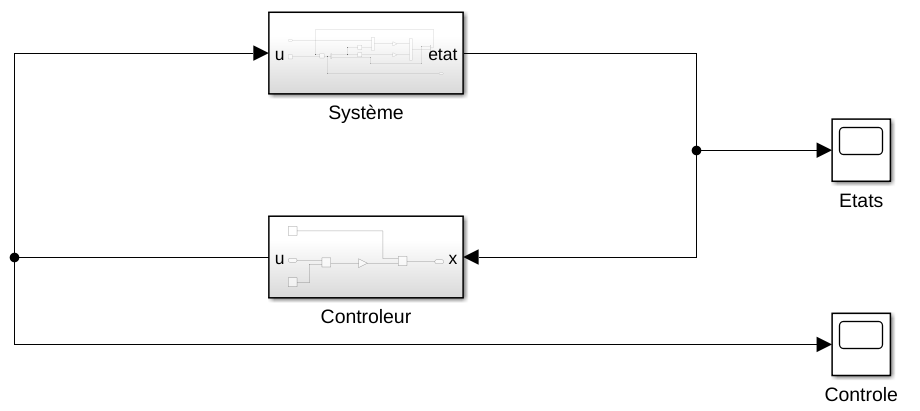 u
etat
Système
Etats
u
x
Controleur
Controle